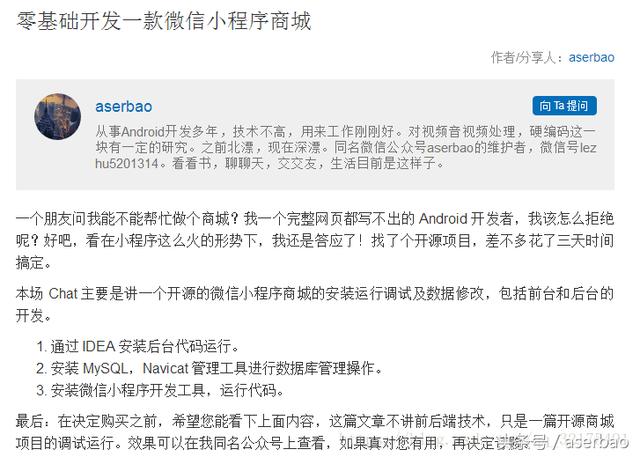 零基础开发一款微信小程序商城
作者/分享人：aserbao
aserbao
向 Ta 提问
从事Android开发多年，技术不高，用来工作刚刚好。对视频音视频处理，硬编码这一
块有一定的研究。之前北漂，现在深漂。同名微信公众号aserbao的维护者，微信号lez
hu5201314。看看书，聊聊天，交交友，生活目前是这样子。
一个朋友问我能不能帮忙做个商城？我一个完整网页都写不出的 Android 开发者，我该怎么拒绝
呢？好吧，看在小程序这么火的形势下，我还是答应了！找了个开源项目，差不多花了三天时间
搞定。
本场 Chat 主要是讲一个开源的微信小程序商城的安装运行调试及数据修改，包括前台和后台的
开发。
1. 通过 IDEA 安装后台代码运行。
2. 安装 MySQL，Navicat 管理工具进行数据库管理操作。
3. 安装微信小程序开发工具，运行代码。
最后：在决定购买之前，希望您能看下上面内容，这篇文章不讲前后端技术，只是一篇开源商城
项目的调试运行。效果可以在我同名公众号上查看，如果真对您有用，再决定
头条号 / aserbao